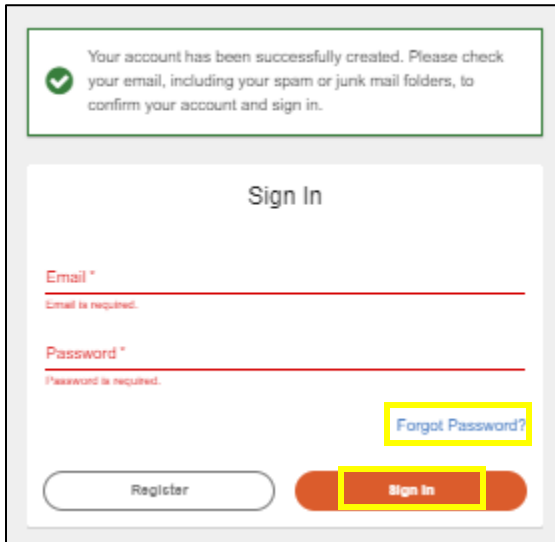 Your account has been successfully created. Please check
your email, including your spam or junk mail folders, to
confirm your account and sign in.
Sign In
Email *
Email is required.
Password *
Password is required.
Forgot Password?
Register
Sign In